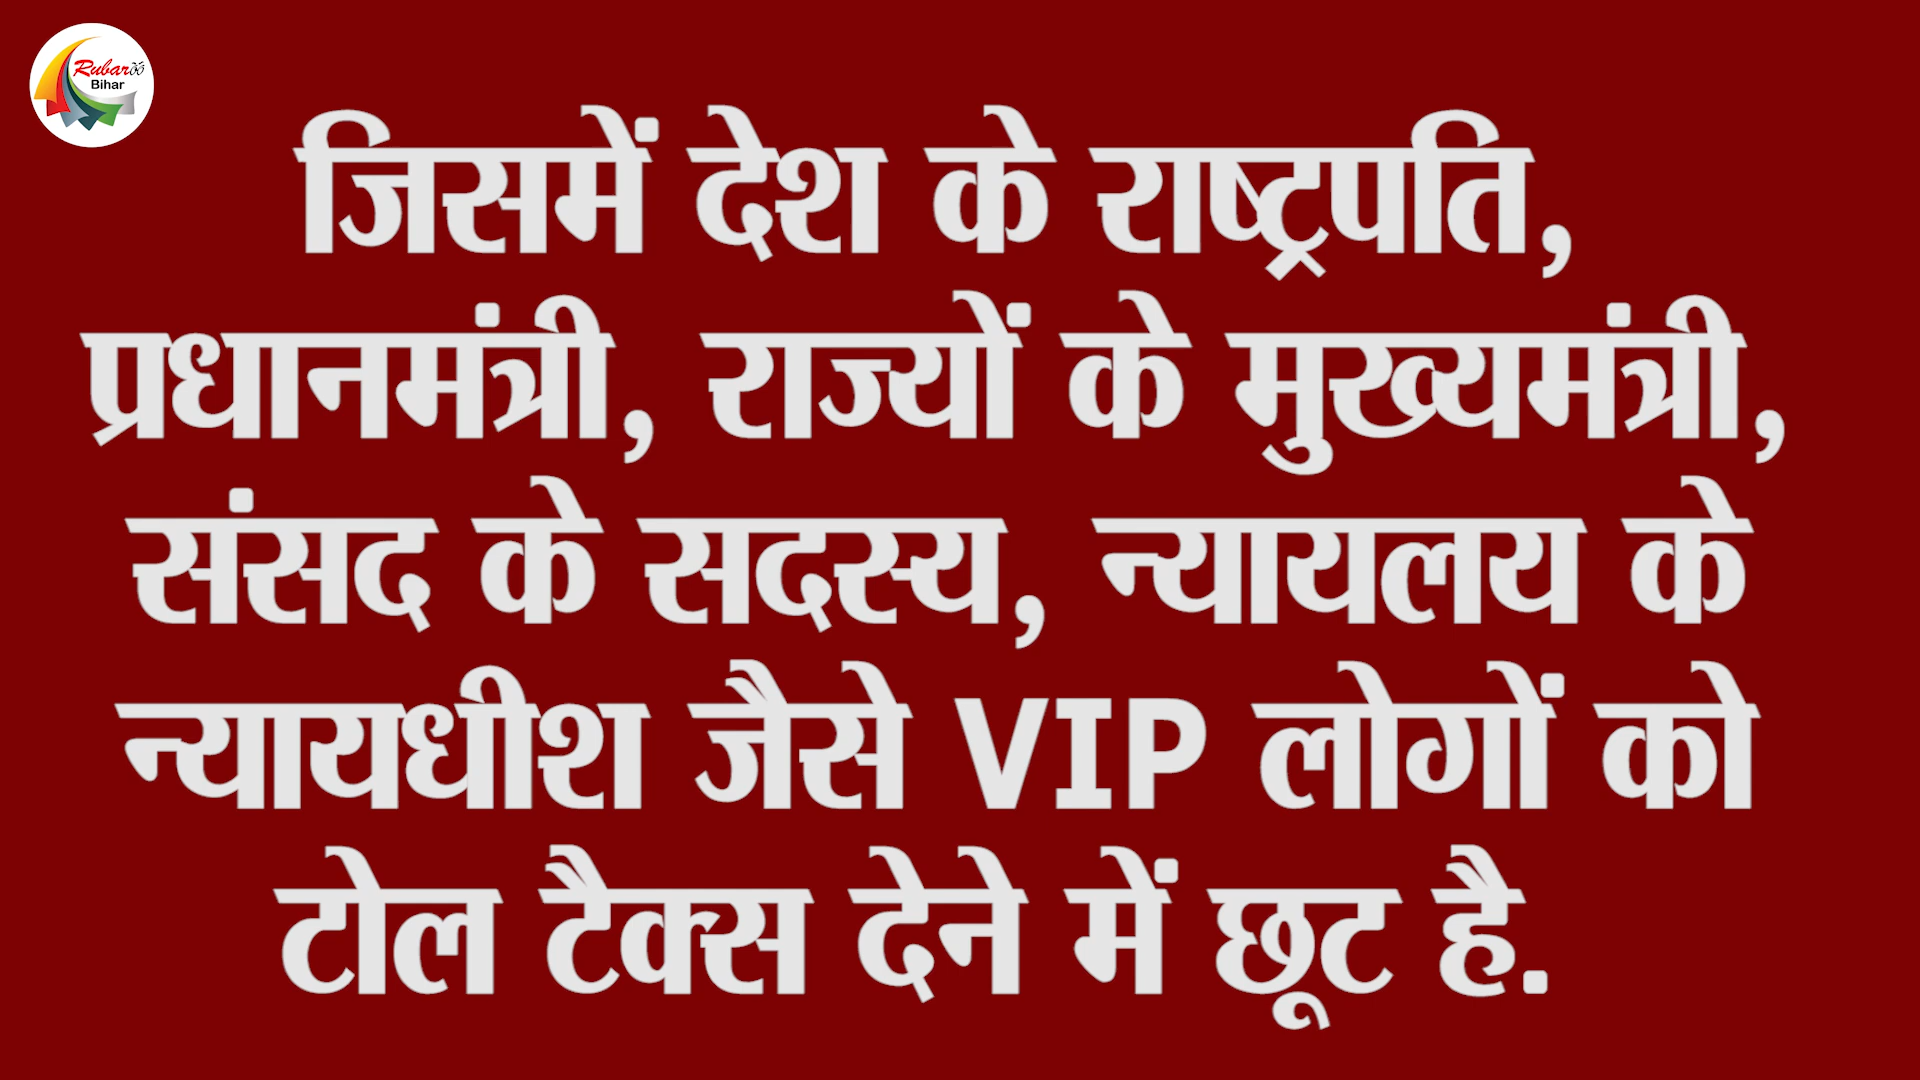 Rubaroo
Bihar
जिसमें देश के राष्ट्रपति,
प्रधानमंत्री, राज्यों के मुख्यमंत्री,
संसद के सदस्य, न्यायलय के
न्यायधीश जैसे VIP लोगों को
टोल टैक्स देने में छूट है.